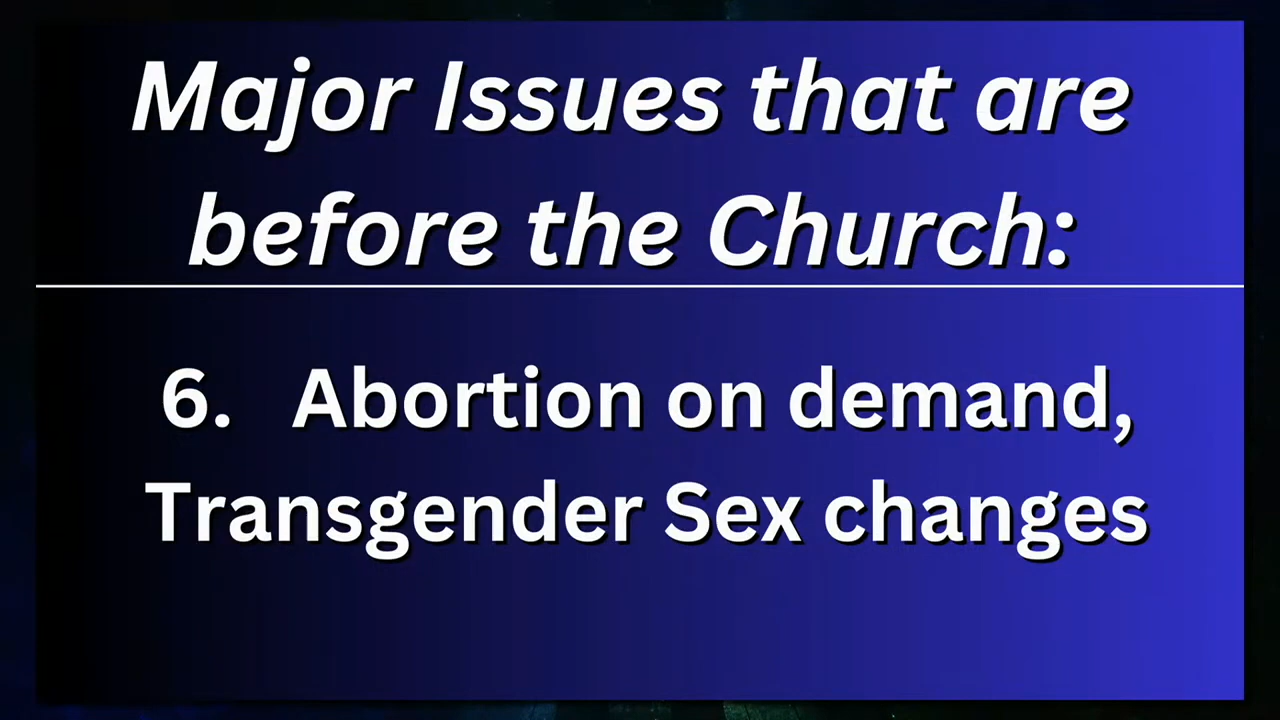 Major Issues that are
before the Church:
6. Abortion on demand,
Transgender Sex changes